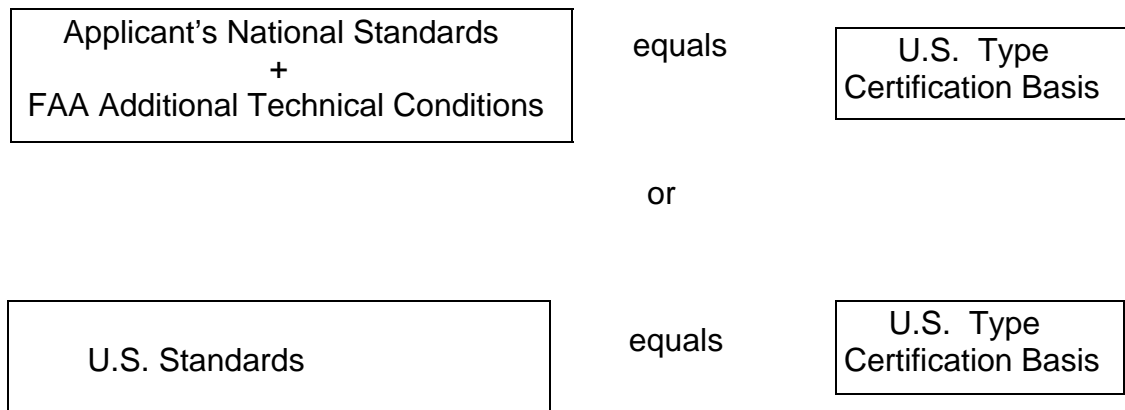 Applicant's National Standards
+
FAA Additional Technical Conditions
equals
U.S. Type
Certification Basis
or
U.S. Standards
equals
U.S. Type
Certification Basis